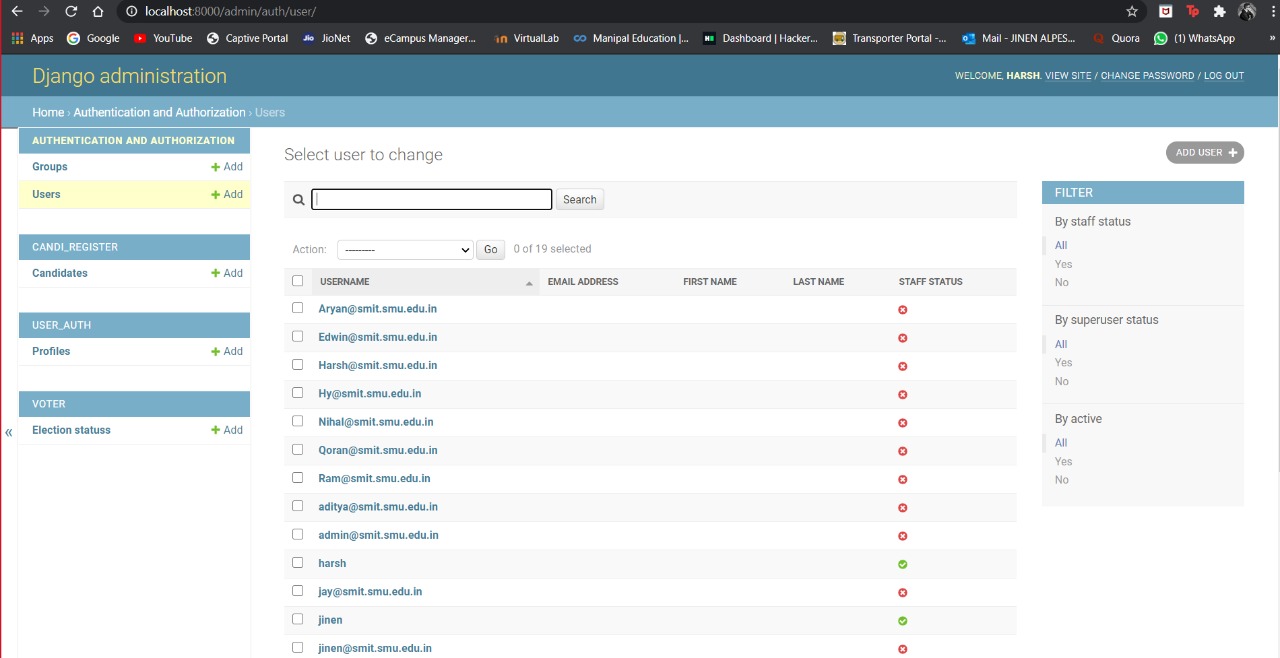 localhost:8000/admin/auth/user/
Apps Google YouTube Captive Portal Jio JioNet eCampus Manager... VirtualLab Manipal Education |... Dashboard | Hacker... Transporter Portal -... Mail - JINEN ALPES... Quora (1) WhatsApp »
Django administration
WELCOME, HARSH. VIEW SITE / CHANGE PASSWORD / LOG OUT
Home › Authentication and Authorization › Users
AUTHENTICATION AND AUTHORIZATION
Groups + Add
Users + Add
CANDI_REGISTER
Candidates + Add
USER_AUTH
Profiles + Add
VOTER
Election statuss + Add
«
Select user to change
ADD USER +
Search
Action: --------- Go 0 of 19 selected
USERNAME EMAIL ADDRESS FIRST NAME LAST NAME STAFF STATUS
Aryan@smit.smu.edu.in
Edwin@smit.smu.edu.in
Harsh@smit.smu.edu.in
Hy@smit.smu.edu.in
Nihal@smit.smu.edu.in
Qoran@smit.smu.edu.in
Ram@smit.smu.edu.in
aditya@smit.smu.edu.in
admin@smit.smu.edu.in
harsh
jay@smit.smu.edu.in
jinen
jinen@smit.smu.edu.in
FILTER
By staff status
All
Yes
No
By superuser status
All
Yes
No
By active
All
Yes
No